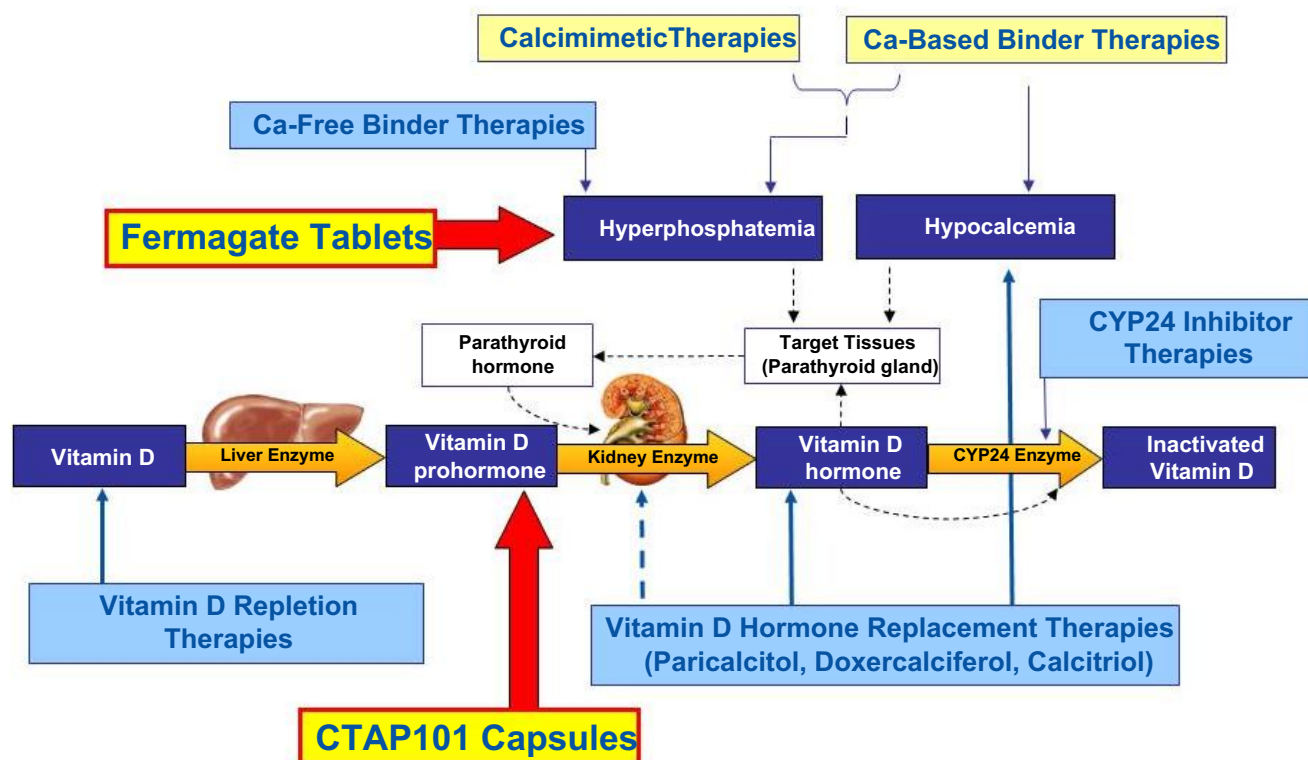 CalcimimeticTherapies
Ca-Based Binder Therapies
Ca-Free Binder Therapies
Fermagate Tablets
Hyperphosphatemia
Hypocalcemia
CYP24 Inhibitor
Therapies
Parathyroid
hormone
Target Tissues
(Parathyroid gland)
Vitamin D
Liver Enzyme
Vitamin D
prohormone
Kidney Enzyme
Vitamin D
hormone
CYP24 Enzyme
Inactivated
Vitamin D
Vitamin D Repletion
Therapies
Vitamin D Hormone Replacement Therapies
(Paricalcitol, Doxercalciferol, Calcitriol)
CTAP101 Capsules